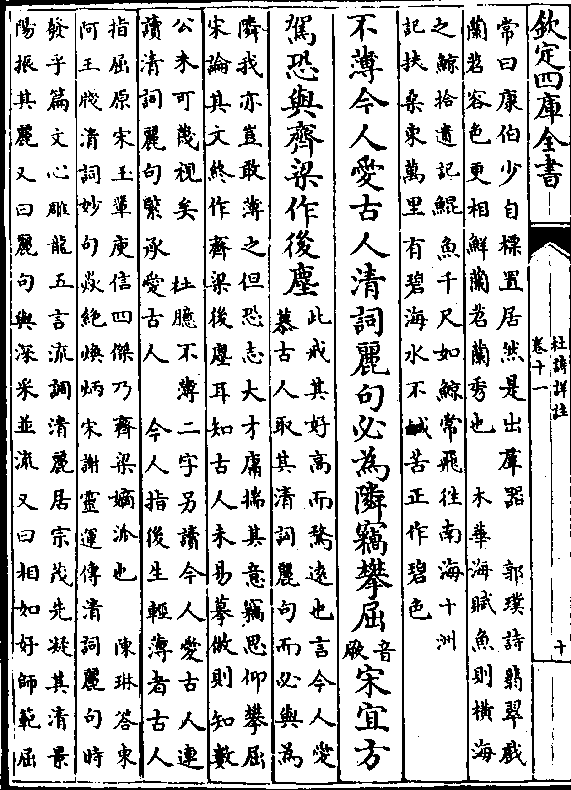 欽定四庫全書
杜詩詳註
卷十一
十
常曰康伯少自標置居然是出羣器　郭璞詩翡翠戲
蘭苕容色更相鮮蘭苕蘭秀也　木華海賦魚則橫海
之鯨拾遺記鯤魚千尺如鯨常飛往南海十洲
記扶桑東萬里有碧海水不鹹苦正作碧色
不薄今人愛古人清詞麗句必為隣竊攀屈音厥宋宜方
駕恐與齊梁作後塵
此戒其好高而騖遠也言今人愛
慕古人取其清詞麗句而必與為
隣我亦豈敢薄之但恐志大才庸揣其意竊思仰攀屈
宋論其文終作齊梁後塵耳知古人未易摹倣則知數
公未可蔑視矣　杜臆不薄二字另讀今人愛古人連
讀清詞麗句緊承愛古人　今人指後生輕薄者古人
指屈原宋玉輩庾信四傑乃齊梁嫡派也　陳琳答東
阿王牋清詞妙句焱絕煥炳宋謝靈運傳清詞麗句時
發乎篇文心雕龍五言流調清麗居宗茂先凝其清景
陽振其麗又曰麗句與深采並流又曰相如好師範屈